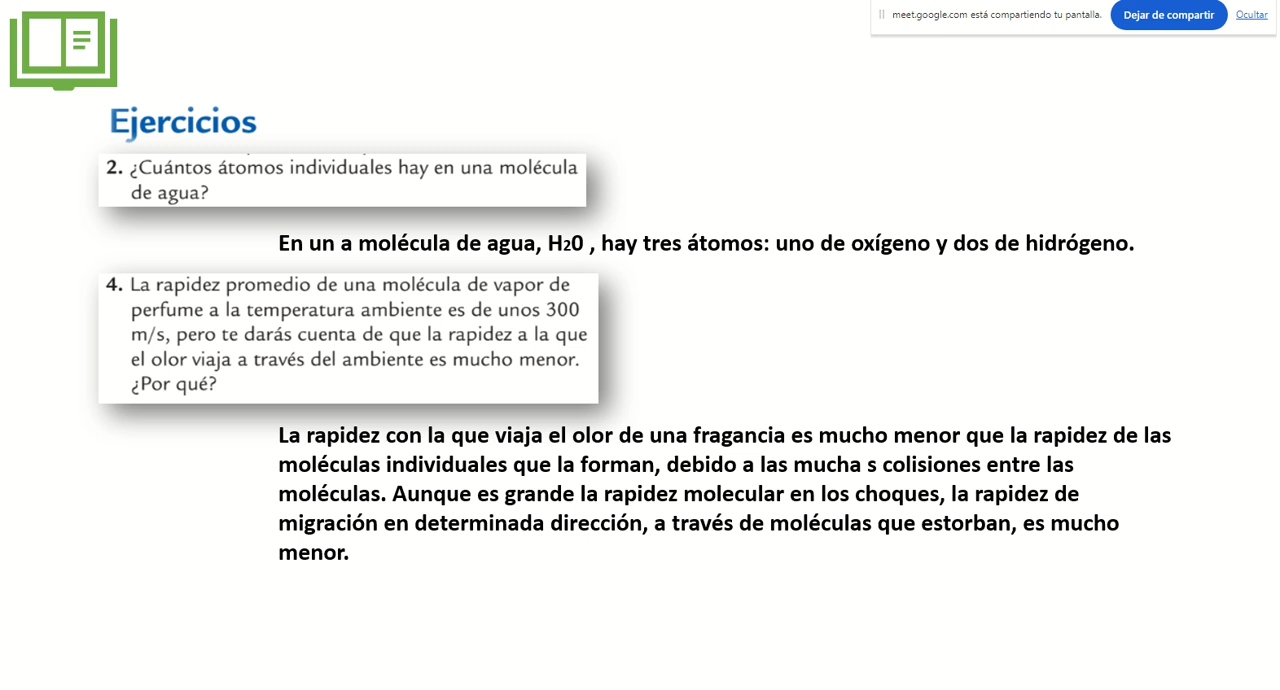 || meet.google.com está compartiendo tu pantalla. Dejar de compartir Ocultar
Ejercicios
2. ¿Cuántos átomos individuales hay en una molécula
de agua?
En un a molécula de agua, H₂0 , hay tres átomos: uno de oxígeno y dos de hidrógeno.
4. La rapidez promedio de una molécula de vapor de
perfume a la temperatura ambiente es de unos 300
m/s, pero te darás cuenta de que la rapidez a la que
el olor viaja a través del ambiente es mucho menor.
¿Por qué?
La rapidez con la que viaja el olor de una fragancia es mucho menor que la rapidez de las
moléculas individuales que la forman, debido a las mucha s colisiones entre las
moléculas. Aunque es grande la rapidez molecular en los choques, la rapidez de
migración en determinada dirección, a través de moléculas que estorban, es mucho
menor.